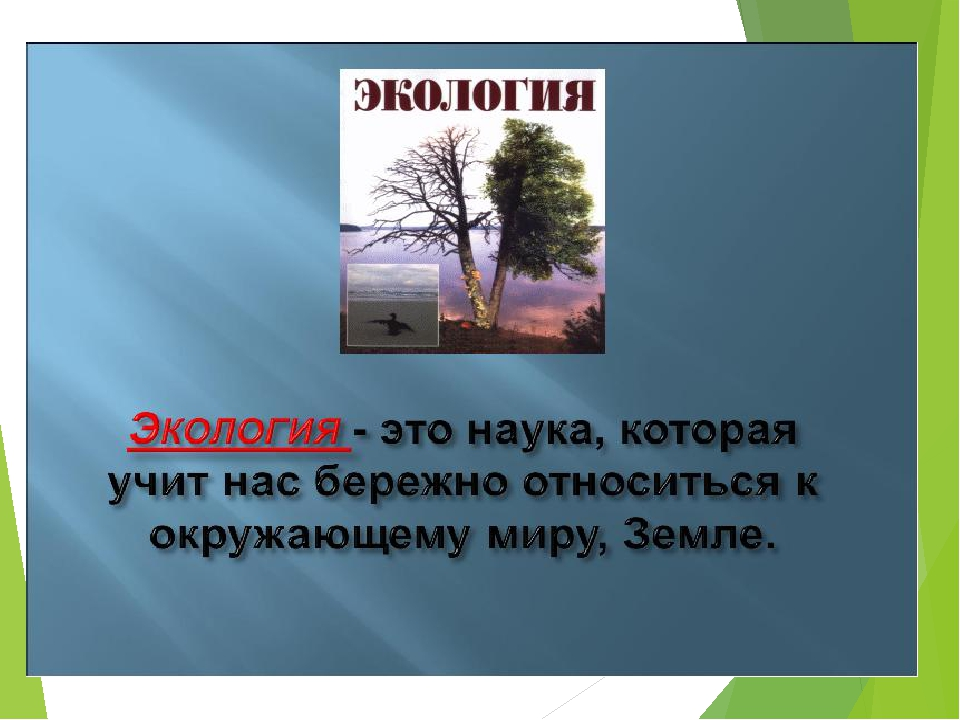 ЭКОЛОГИЯ
Экология - это наука, которая
учит нас бережно относиться к
окружающему миру, Земле.